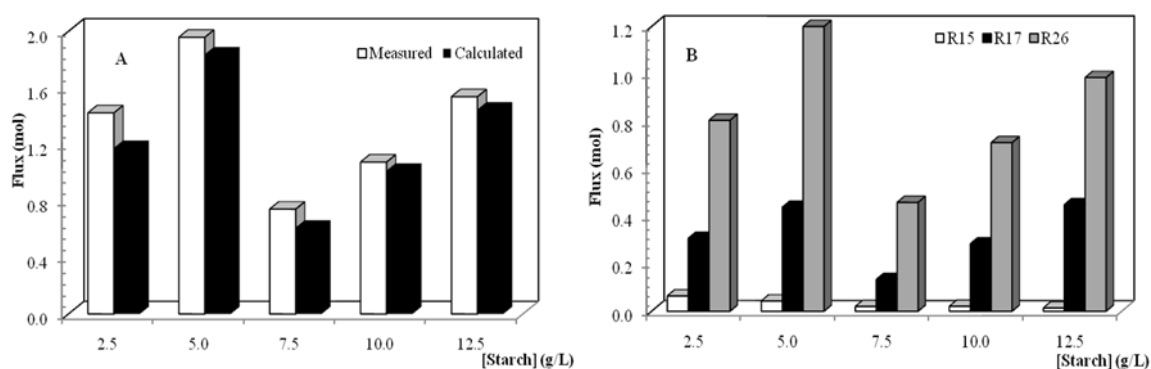 2.0
1.6
1.2
0.8
0.4
0.0
Flux (mol)
A
Measured
Calculated
2.5 5.0 7.5 10.0 12.5
[Starch] (g/L)
1.2
1.0
0.8
0.6
0.4
0.2
0.0
Flux (mol)
B
R15 R17 R26
2.5 5.0 7.5 10.0 12.5
[Starch] (g/L)